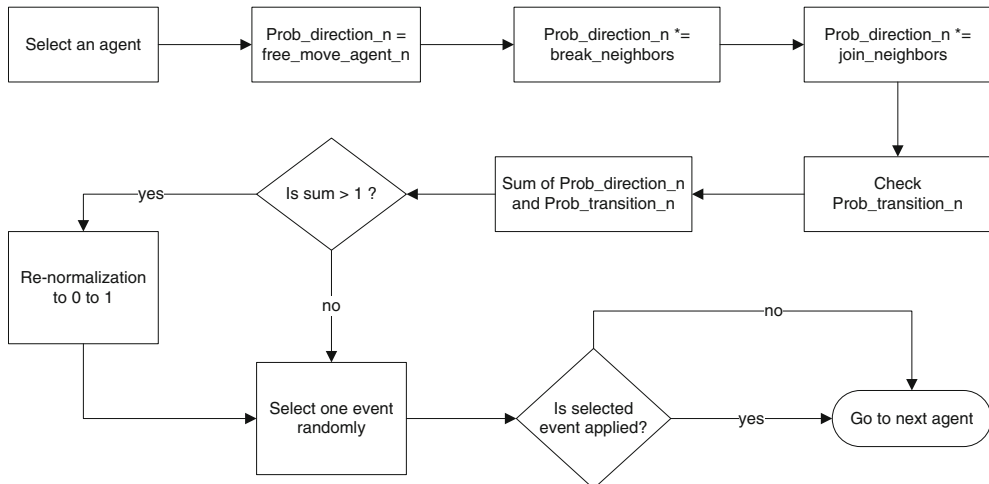 Select an agent
Prob_direction_n =
free_move_agent_n
Prob_direction_n *=
break_neighbors
Prob_direction_n *=
join_neighbors
Check
Prob_transition_n
Sum of Prob_direction_n
and Prob_transition_n
Is sum > 1 ?
yes
Re-normalization
to 0 to 1
no
Select one event
randomly
Is selected
event applied?
no
yes
Go to next agent